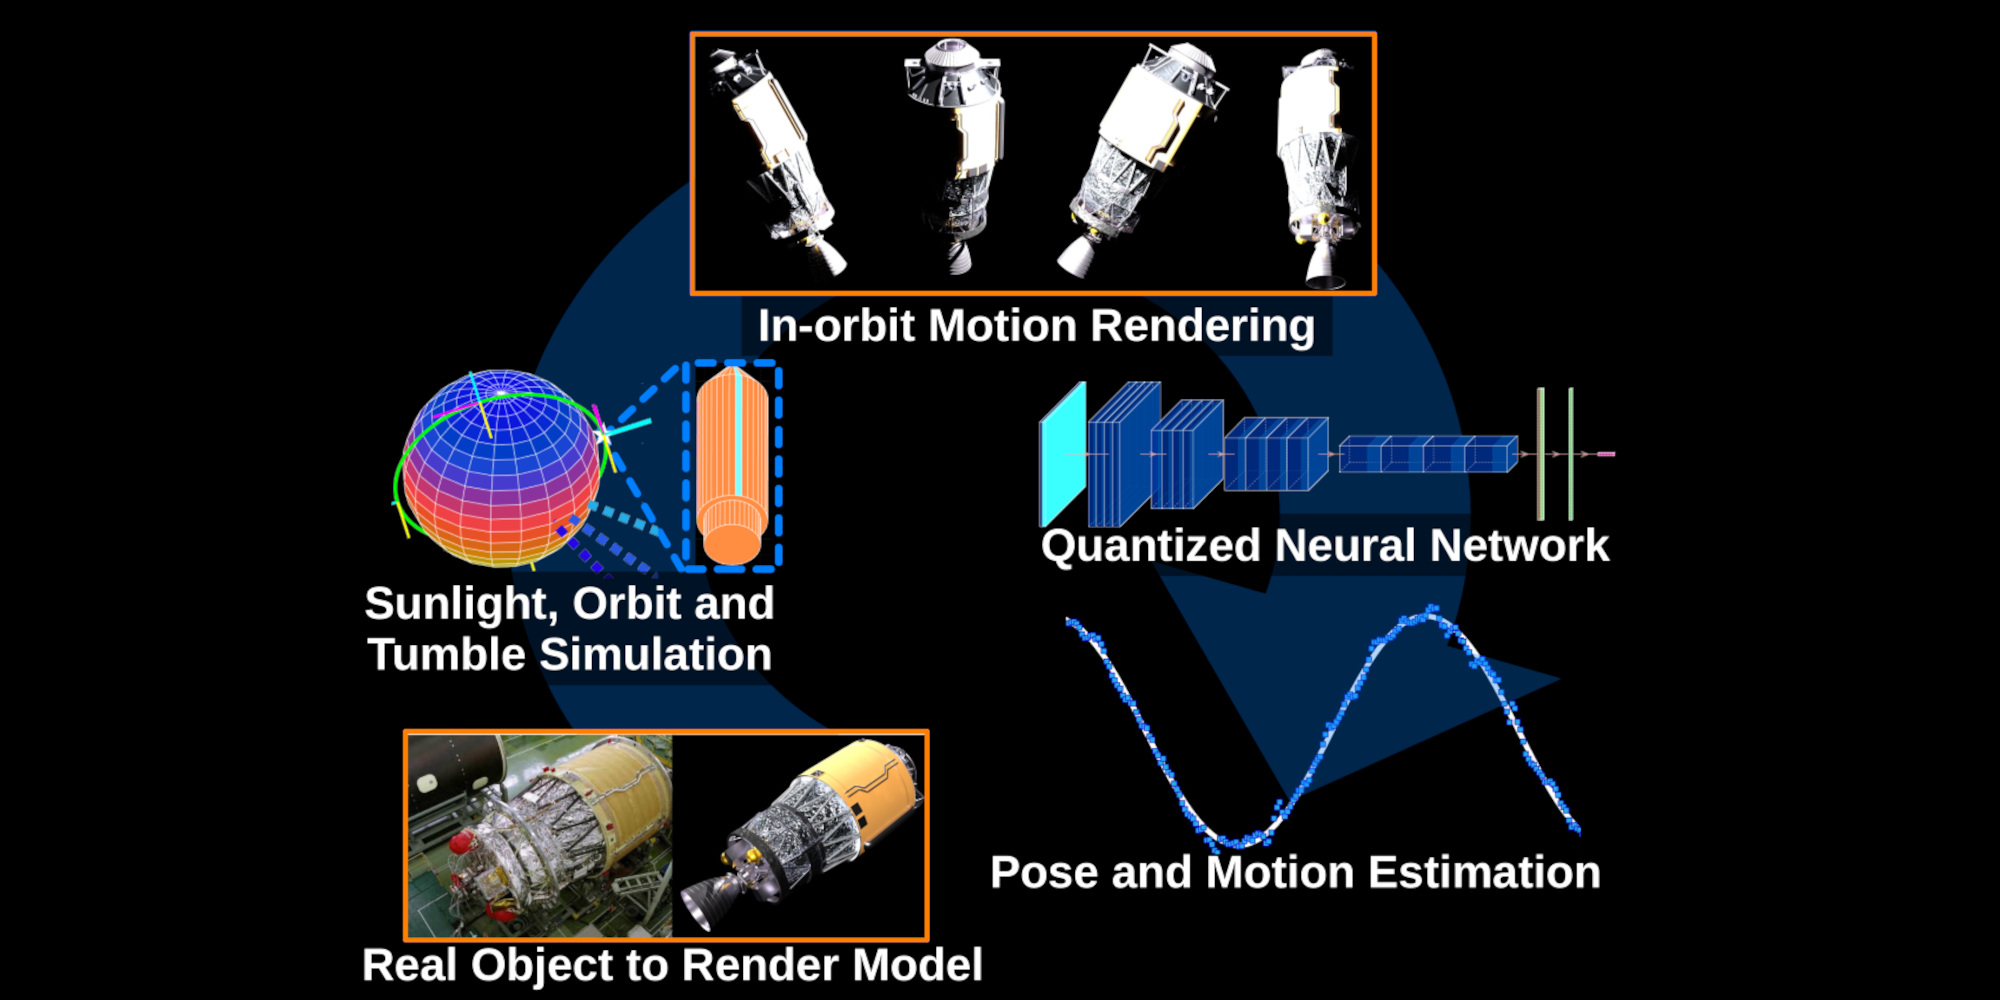 In-orbit Motion Rendering
Quantized Neural Network
Sunlight, Orbit and
Tumble Simulation
Pose and Motion Estimation
Real Object to Render Model